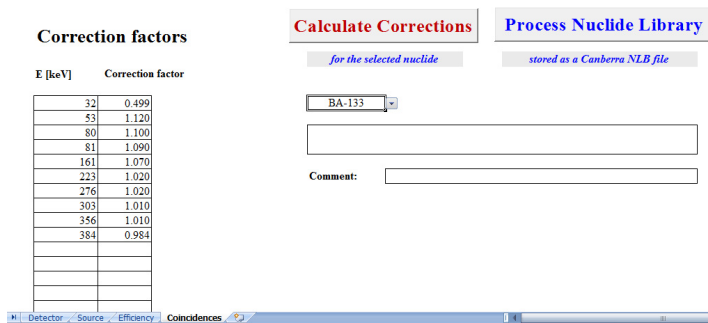 Correction factors
Calculate Corrections
Process Nuclide Library
for the selected nuclide
stored as a Canberra NLB file
E [keV] Correction factor
BA-133
32 0.499
53 1.120
80 1.100
81 1.090
161 1.070
223 1.020
276 1.020
303 1.010
356 1.010
384 0.984
Comment:
Detector Source Efficiency Coincidences